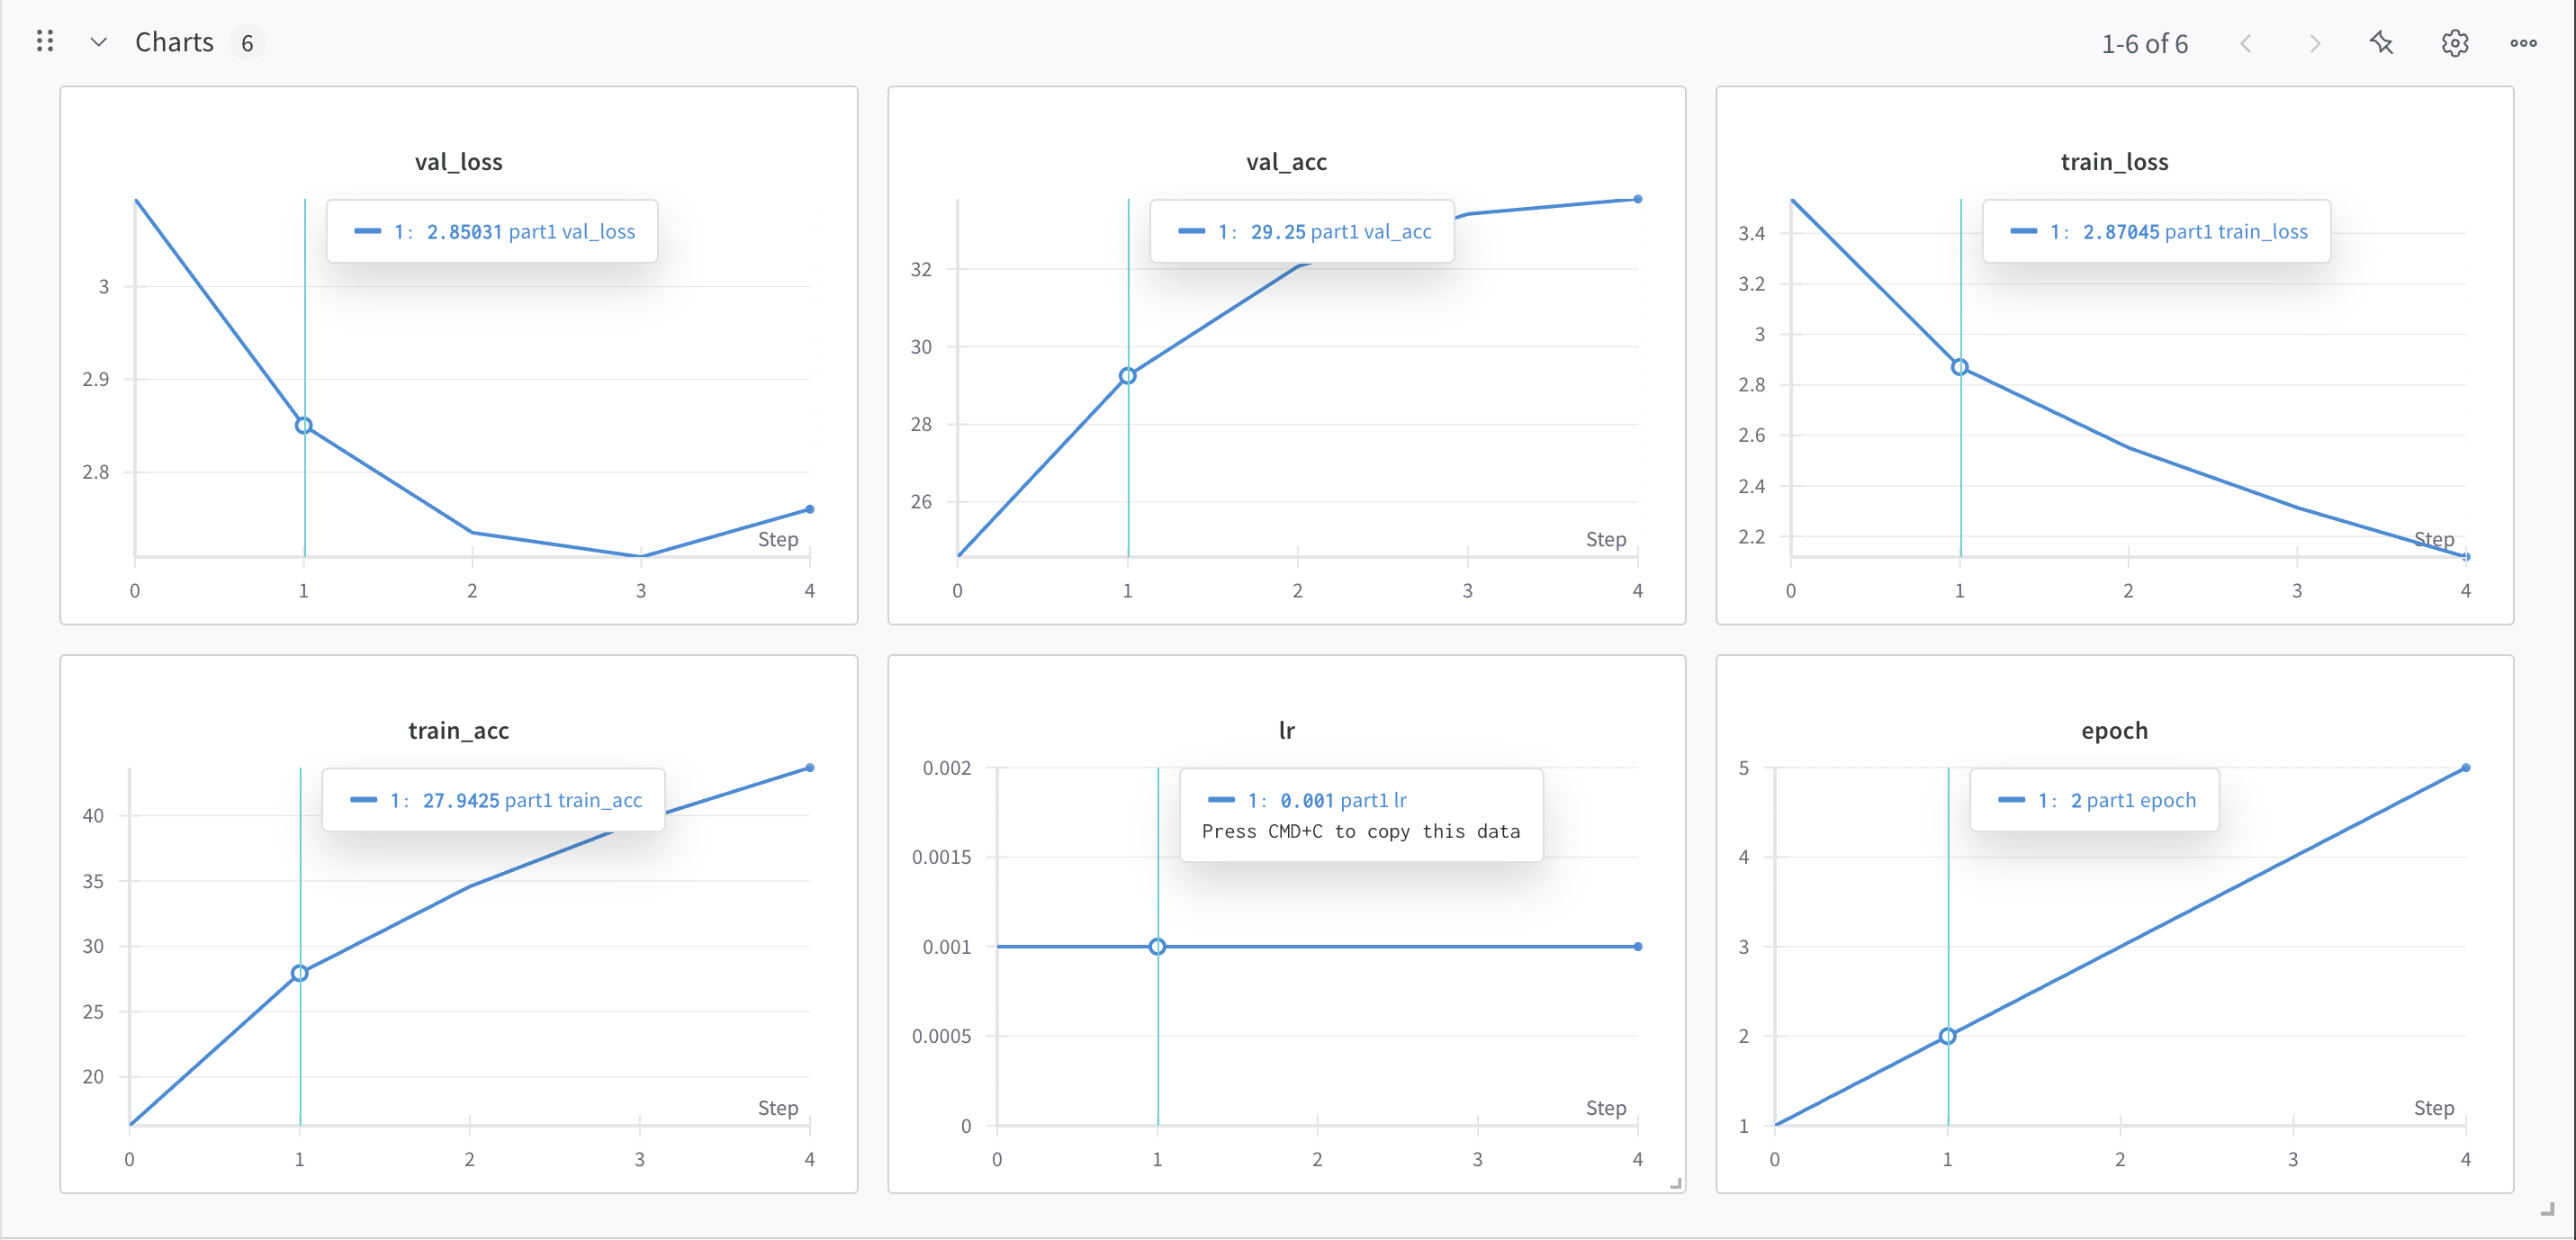 Charts 6
1-6 of 6
val_loss
1: 2.85031 part1 val_loss
3
2.9
2.8
Step
0 1 2 3 4
val_acc
1: 29.25 part1 val_acc
32
30
28
26
Step
0 1 2 3 4
train_loss
1: 2.87045 part1 train_loss
3.4
3.2
3
2.8
2.6
2.4
2.2
Step
0 1 2 3 4
train_acc
1: 27.9425 part1 train_acc
40
35
30
25
20
Step
0 1 2 3 4
lr
0.002
1: 0.001 part1 lr
Press CMD+C to copy this data
0.0015
0.001
0.0005
Step
0
0 1 2 3 4
epoch
5
1: 2 part1 epoch
4
3
2
Step
1
0 1 2 3 4